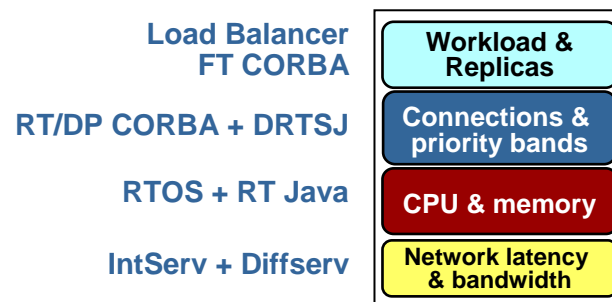 Load Balancer
FT CORBA
Workload &
Replicas
RT/DP CORBA + DRTSJ
Connections &
priority bands
RTOS + RT Java
CPU & memory
IntServ + Diffserv
Network latency
& bandwidth